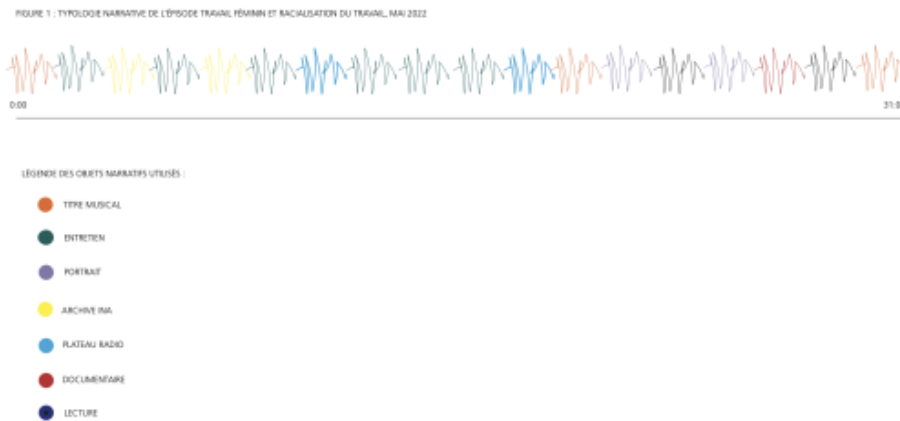 FIGURE 1 : TYPOLOGIE NARRATIVE DE L'ÉPISODE TRAVAIL FÉMININ ET RACIALISATION DU TRAVAIL, MAI 2022
0:00
31:0
LÉGENDE DES OBJETS NARRATIFS UTILISÉS :
TITRE MUSICAL
ENTRETIEN
PORTRAIT
ARCHIVE INA
PLATEAU RADIO
DOCUMENTAIRE
LECTURE